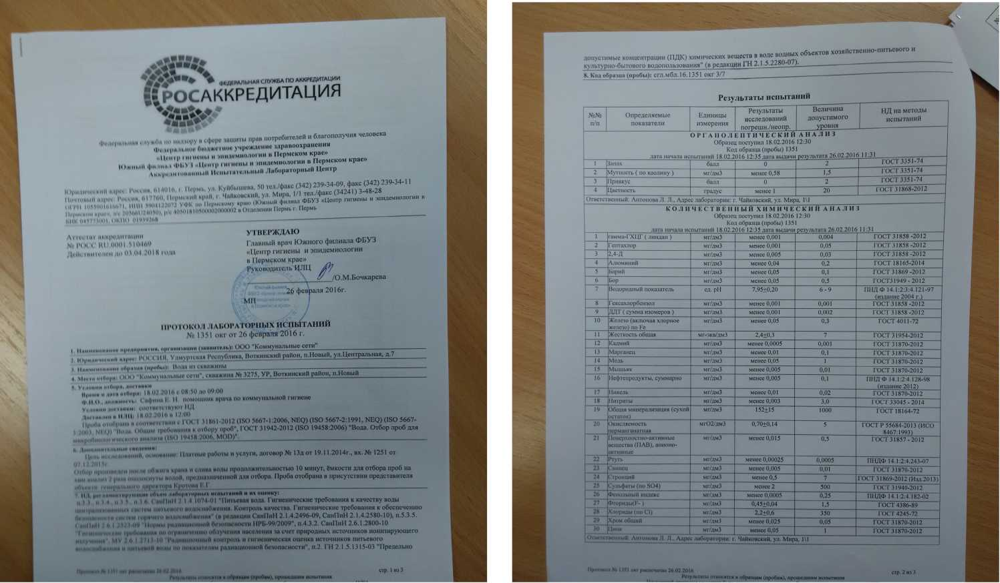 ФЕДЕРАЛЬНАЯ СЛУЖБА ПО АККРЕДИТАЦИИ
РОСАККРЕДИТАЦИЯ
Федеральная служба по надзору в сфере защиты прав потребителей и благополучия человека
Федеральное бюджетное учреждение здравоохранения
«Центр гигиены и эпидемиологии в Пермском крае»
Южный филиал ФБУЗ «Центр гигиены и эпидемиологии в Пермском крае»
Аккредитованный Испытательный Лабораторный Центр
Юридический адрес: Россия, 614016, г. Пермь, ул. Куйбышева, 50 тел./факс (342) 239-34-09, факс (342) 239-34-11
Почтовый адрес: Россия, 617760, Пермский край, г. Чайковский, ул. Мира, 1/1 тел./факс (34241) 3-48-28
ОГРН 1055901616671, ИНН 5904122072 УФК по Пермскому краю (Южный филиал ФБУЗ «Центр гигиены и эпидемиологии в
Пермском крае», л/с 20566U24050), р/с 40501810500002000002 в Отделении Пермь г. Пермь
БИК 045773001, ОКПО 01939268
Аттестат аккредитации
№ РОСС RU.0001.510469
Действителен до 03.04.2018 года
УТВЕРЖДАЮ
Главный врач Южного филиала ФБУЗ
«Центр гигиены и эпидемиологии
в Пермском крае»
Руководитель ИЛЦ
/О.М.Бочкарева
26 февраля 2016г.
МП
ПРОТОКОЛ ЛАБОРАТОРНЫХ ИСПЫТАНИЙ
№ 1351 окг от 26 февраля 2016 г.
1. Наименование предприятия, организации (заявитель): ООО "Коммунальные сети"
2. Юридический адрес: РОССИЯ, Удмуртская Республика, Воткинский район, п.Новый, ул.Центральная, д.7
3. Наименование образца (пробы): Вода из скважины
4. Место отбора: ООО "Коммунальные сети", скважина № 3275, УР, Воткинский район, п.Новый
5. Условия отбора, доставки
Время и дата отбора: 18.02.2016 с 08:50 до 09:00
Ф.И.О., должность: Сафина Е. Н. помощник врача по коммунальной гигиене
Условия доставки: соответствуют НД
Доставлен в ИЛЦ: 18.02.2016 в 12:00
Проба отобрана в соответствии с ГОСТ 31861-2012 (ISO 5667-1:2006, NEQ) (ISO 5667-2:1991, NEQ) (ISO 5667-
3:2003, NEQ) "Вода. Общие требования к отбору проб", ГОСТ 31942-2012 (ISO 19458:2006) "Вода. Отбор проб для
микробиологического анализа (ISO 19458:2006, MOD)".
6. Дополнительные сведения:
Цель исследований, основание: Платные работы и услуги, договор № 13д от 19.11.2014г., вх. № 1251 от
07.12.2015г.
Отбор произведен после обжига крана и слива воды продолжительностью 10 минут, ёмкости для отбора проб на
хим анализ 2 раза ополоснуты водой, предназначенной для отбора. Проба отобрана в присутствии представителя
объекта генерального директора Кротова Е.Г.
7. НД, регламентирующие объем лабораторных испытаний и их оценку:
п.3.3., п.3.4., п.3.5., п.3.6. СанПиН 2.1.4.1074-01 "Питьевая вода. Гигиенические требования к качеству воды
централизованных систем питьевого водоснабжения. Контроль качества. Гигиенические требования к обеспечению
безопасности систем горячего водоснабжения" (в редакции СанПиН 2.1.4.2496-09, СанПиН 2.1.4.2580-10), п.5.3.5.
СанПиН 2.6.1.2523-09 "Нормы радиационной безопасности НРБ-99/2009", п.4.3.2. СанПиН 2.6.1.2800-10
"Гигиенические требования по ограничению облучения населения за счет природных источников ионизирующего
излучения", МУ 2.6.1.2713-10 "Радиационный контроль и гигиеническая оценка источников питьевого
водоснабжения и питьевой воды по показателям радиационной безопасности", п.2. ГН 2.1.5.1315-03 "Предельно
Протокол № 1351 окг распечатан 26.02.2016
стр. 1 из 3
Результаты относятся к образцам (пробам), прошедшим испытания
допустимые концентрации (ПДК) химических веществ в воде водных объектов хозяйственно-питьевого и
культурно-бытового водопользования" (в редакции ГН 2.1.5.2280-07).
8. Код образца (пробы): сгл.мбл.16.1351 окг 3/7
Результаты испытаний
№№ п/п Определяемые показатели Единицы измерения Результаты исследований погрешн./неопр. Величина допустимого уровня НД на методы испытаний
ОРГАНОЛЕПТИЧЕСКИЙ АНАЛИЗ
Образец поступил 18.02.2016 12:30
Код образца (пробы) 1351
дата начала испытаний 18.02.2016 12:35 дата выдачи результата 26.02.2016 11:31
1 Запах балл 0 2 ГОСТ 3351-74
2 Мутность ( по каолину ) мг/дм3 менее 0,58 1,5 ГОСТ 3351-74
3 Привкус балл 0 2 ГОСТ 3351-74
4 Цветность градус менее 1 20 ГОСТ 31868-2012
Ответственный: Антонова Л. Л., Адрес лаборатории: г. Чайковский, ул. Мира, 1\1
КОЛИЧЕСТВЕННЫЙ ХИМИЧЕСКИЙ АНАЛИЗ
Образец поступил 18.02.2016 12:30
Код образца (пробы) 1351
дата начала испытаний 18.02.2016 12:35 дата выдачи результата 26.02.2016 11:31
1 гамма-ГХЦГ ( линдан ) мг/дм3 менее 0,001 0,004 ГОСТ 31858 -2012
2 Гептахлор мг/дм3 менее 0,001 0,05 ГОСТ 31858 -2012
3 2,4-Д мг/дм3 менее 0,005 0,03 ГОСТ 31858 -2012
4 Алюминий мг/дм3 менее 0,04 0,2 ГОСТ 18165-2014
5 Барий мг/дм3 менее 0,05 0,1 ГОСТ 31869 -2012
6 Бор мг/дм3 менее 0,05 0,5 ГОСТ31949 - 2012
7 Водородный показатель ед. pH 7,95±0,20 6 - 9 ПНД Ф 14.1:2:3:4.121-97 (издание 2004 г.)
8 Гексахлорбензол мг/дм3 менее 0,001 0,001 ГОСТ 31858 -2012
9 ДДТ ( сумма изомеров ) мг/дм3 менее 0,001 0,002 ГОСТ 31858 -2012
10 Железо (включая хлорное железо) по Fe мг/дм3 менее 0,05 0,3 ГОСТ 4011-72
11 Жесткость общая мг-экв/дм3 2,4±0,3 7 ГОСТ 31954-2012
12 Кадмий мг/дм3 менее 0,0005 0,001 ГОСТ 31870-2012
13 Марганец мг/дм3 менее 0,01 0,1 ГОСТ 31870-2012
14 Медь мг/дм3 менее 0,05 1 ГОСТ 31870-2012
15 Мышьяк мг/дм3 менее 0,005 0,01 ГОСТ 31870-2012
16 Нефтепродукты, суммарно мг/дм3 менее 0,005 0,1 ПНД Ф 14.1:2:4.128-98 (издание 2012)
17 Никель мг/дм3 менее 0,01 0,02 ГОСТ 31870-2012
18 Нитриты мг/дм3 менее 0,003 3,0 ГОСТ 33045 - 2014
19 Общая минерализация (сухой остаток) мг/дм3 152±15 1000 ГОСТ 18164-72
20 Окисляемость перманганатная мгО2/дм3 0,70±0,14 5 ГОСТ Р 55684-2013 (ИСО 8467:1993)
21 Поверхностно-активные вещества (ПАВ), анионо-активные мг/дм3 менее 0,015 0,5 ГОСТ 31857 - 2012
22 Ртуть мг/дм3 менее 0,00025 0,0005 ПНДФ 14.1:2:4.243-07
23 Свинец мг/дм3 менее 0,005 0,01 ГОСТ 31870-2012
24 Стронций мг/дм3 менее 0,5 7 ГОСТ 31869-2012 (Изд.2013)
25 Сульфаты (по SO4) мг/дм3 менее 2 500 ГОСТ 31940-2012
26 Фенольный индекс мг/дм3 менее 0,0005 0,25 ПНДФ 14.1:2:4.182-02
27 Фториды(F- ) мг/дм3 0,45±0,04 1,5 ГОСТ 4386-89
28 Хлориды (по Cl) мг/дм3 2,2±0,6 350 ГОСТ 4245-72
29 Хром общий мг/дм3 менее 0,025 0,05 ГОСТ 31870-2012
30 Цинк мг/дм3 менее 0,05 1 ГОСТ 31870-2012
Ответственный: Антонова Л. Л., Адрес лаборатории: г. Чайковский, ул. Мира, 1\1
Протокол № 1351 окг распечатан 26.02.2016
стр. 2 из 3
Результаты относятся к образцам (пробам), прошедшим испытания